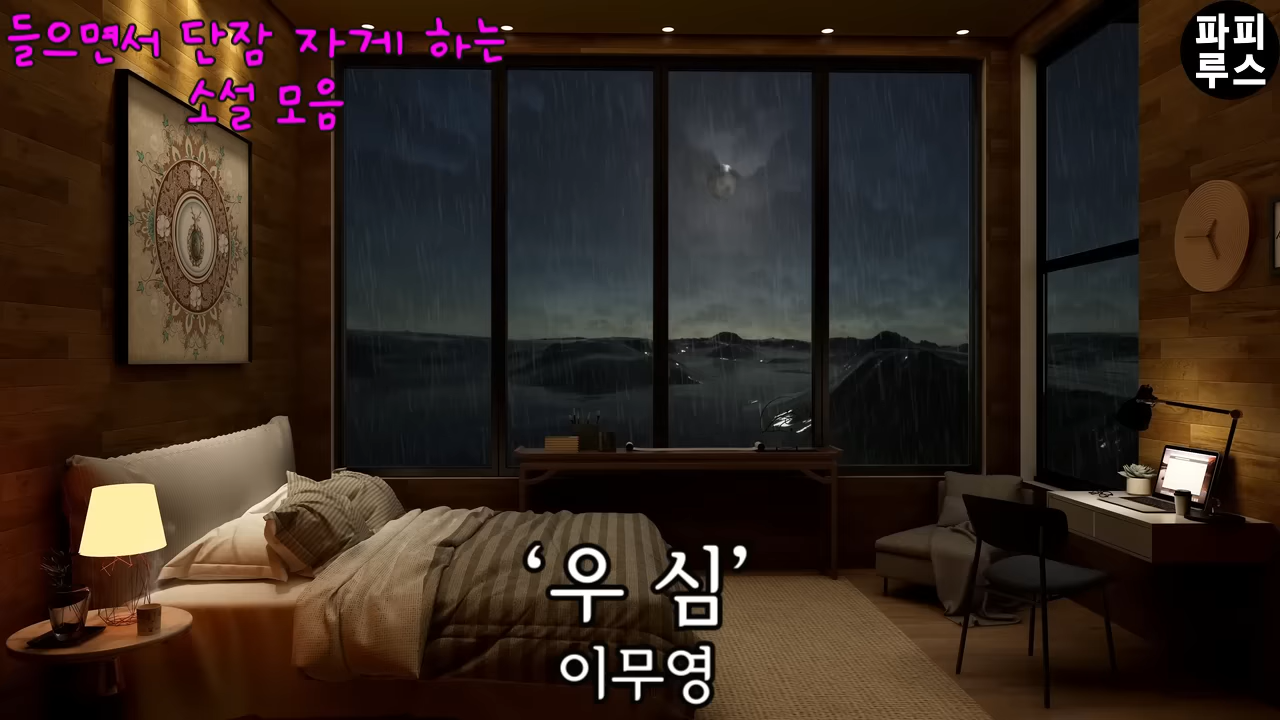 들으면서 단잠 자게 하는
소설 모음
파피
루스
‘우 심’
이무영